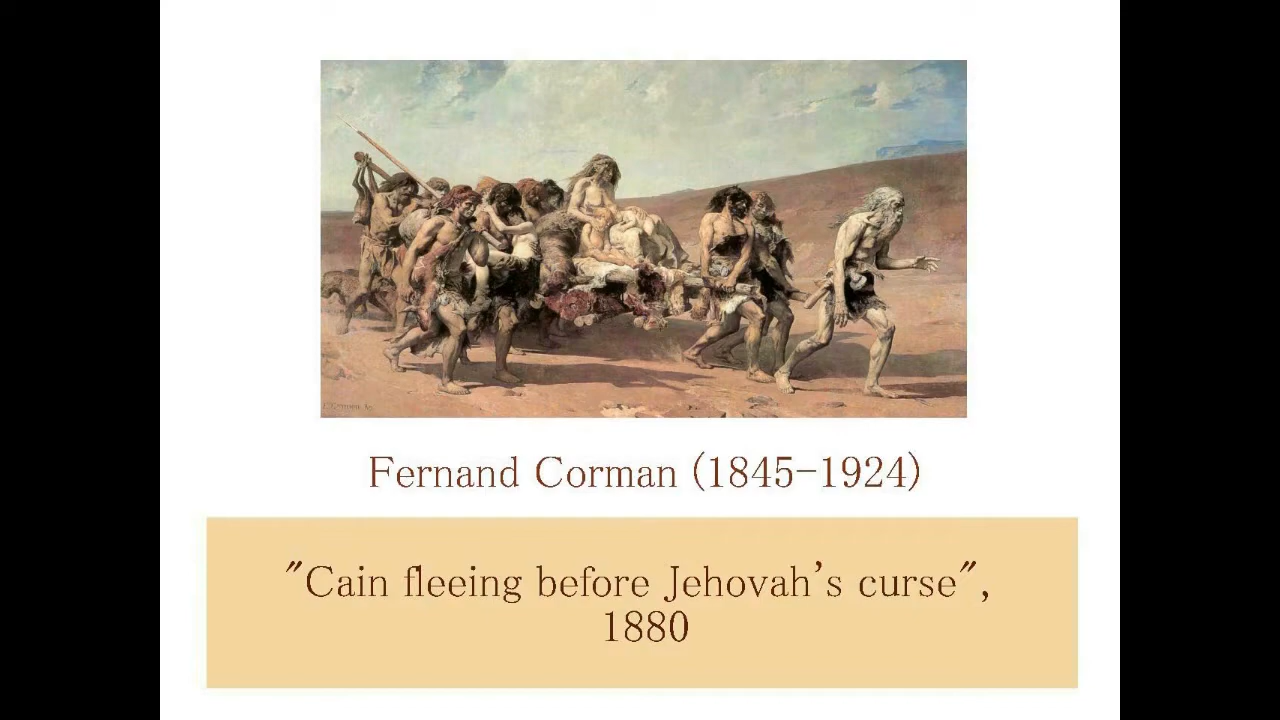 Fernand Corman (1845-1924)
"Cain fleeing before Jehovah's curse",
1880